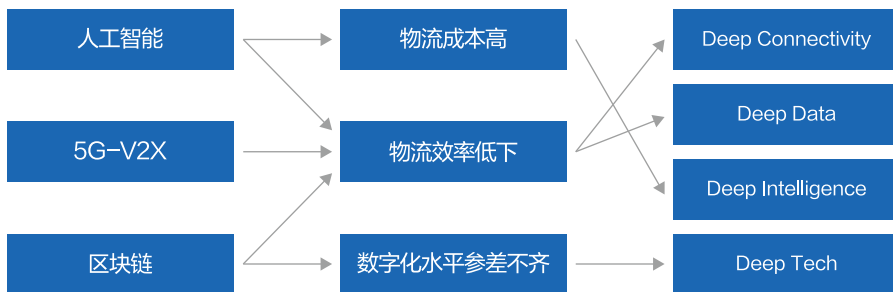 人工智能
物流成本高
Deep Connectivity
Deep Data
5G-V2X
物流效率低下
Deep Intelligence
区块链
数字化水平参差不齐
Deep Tech